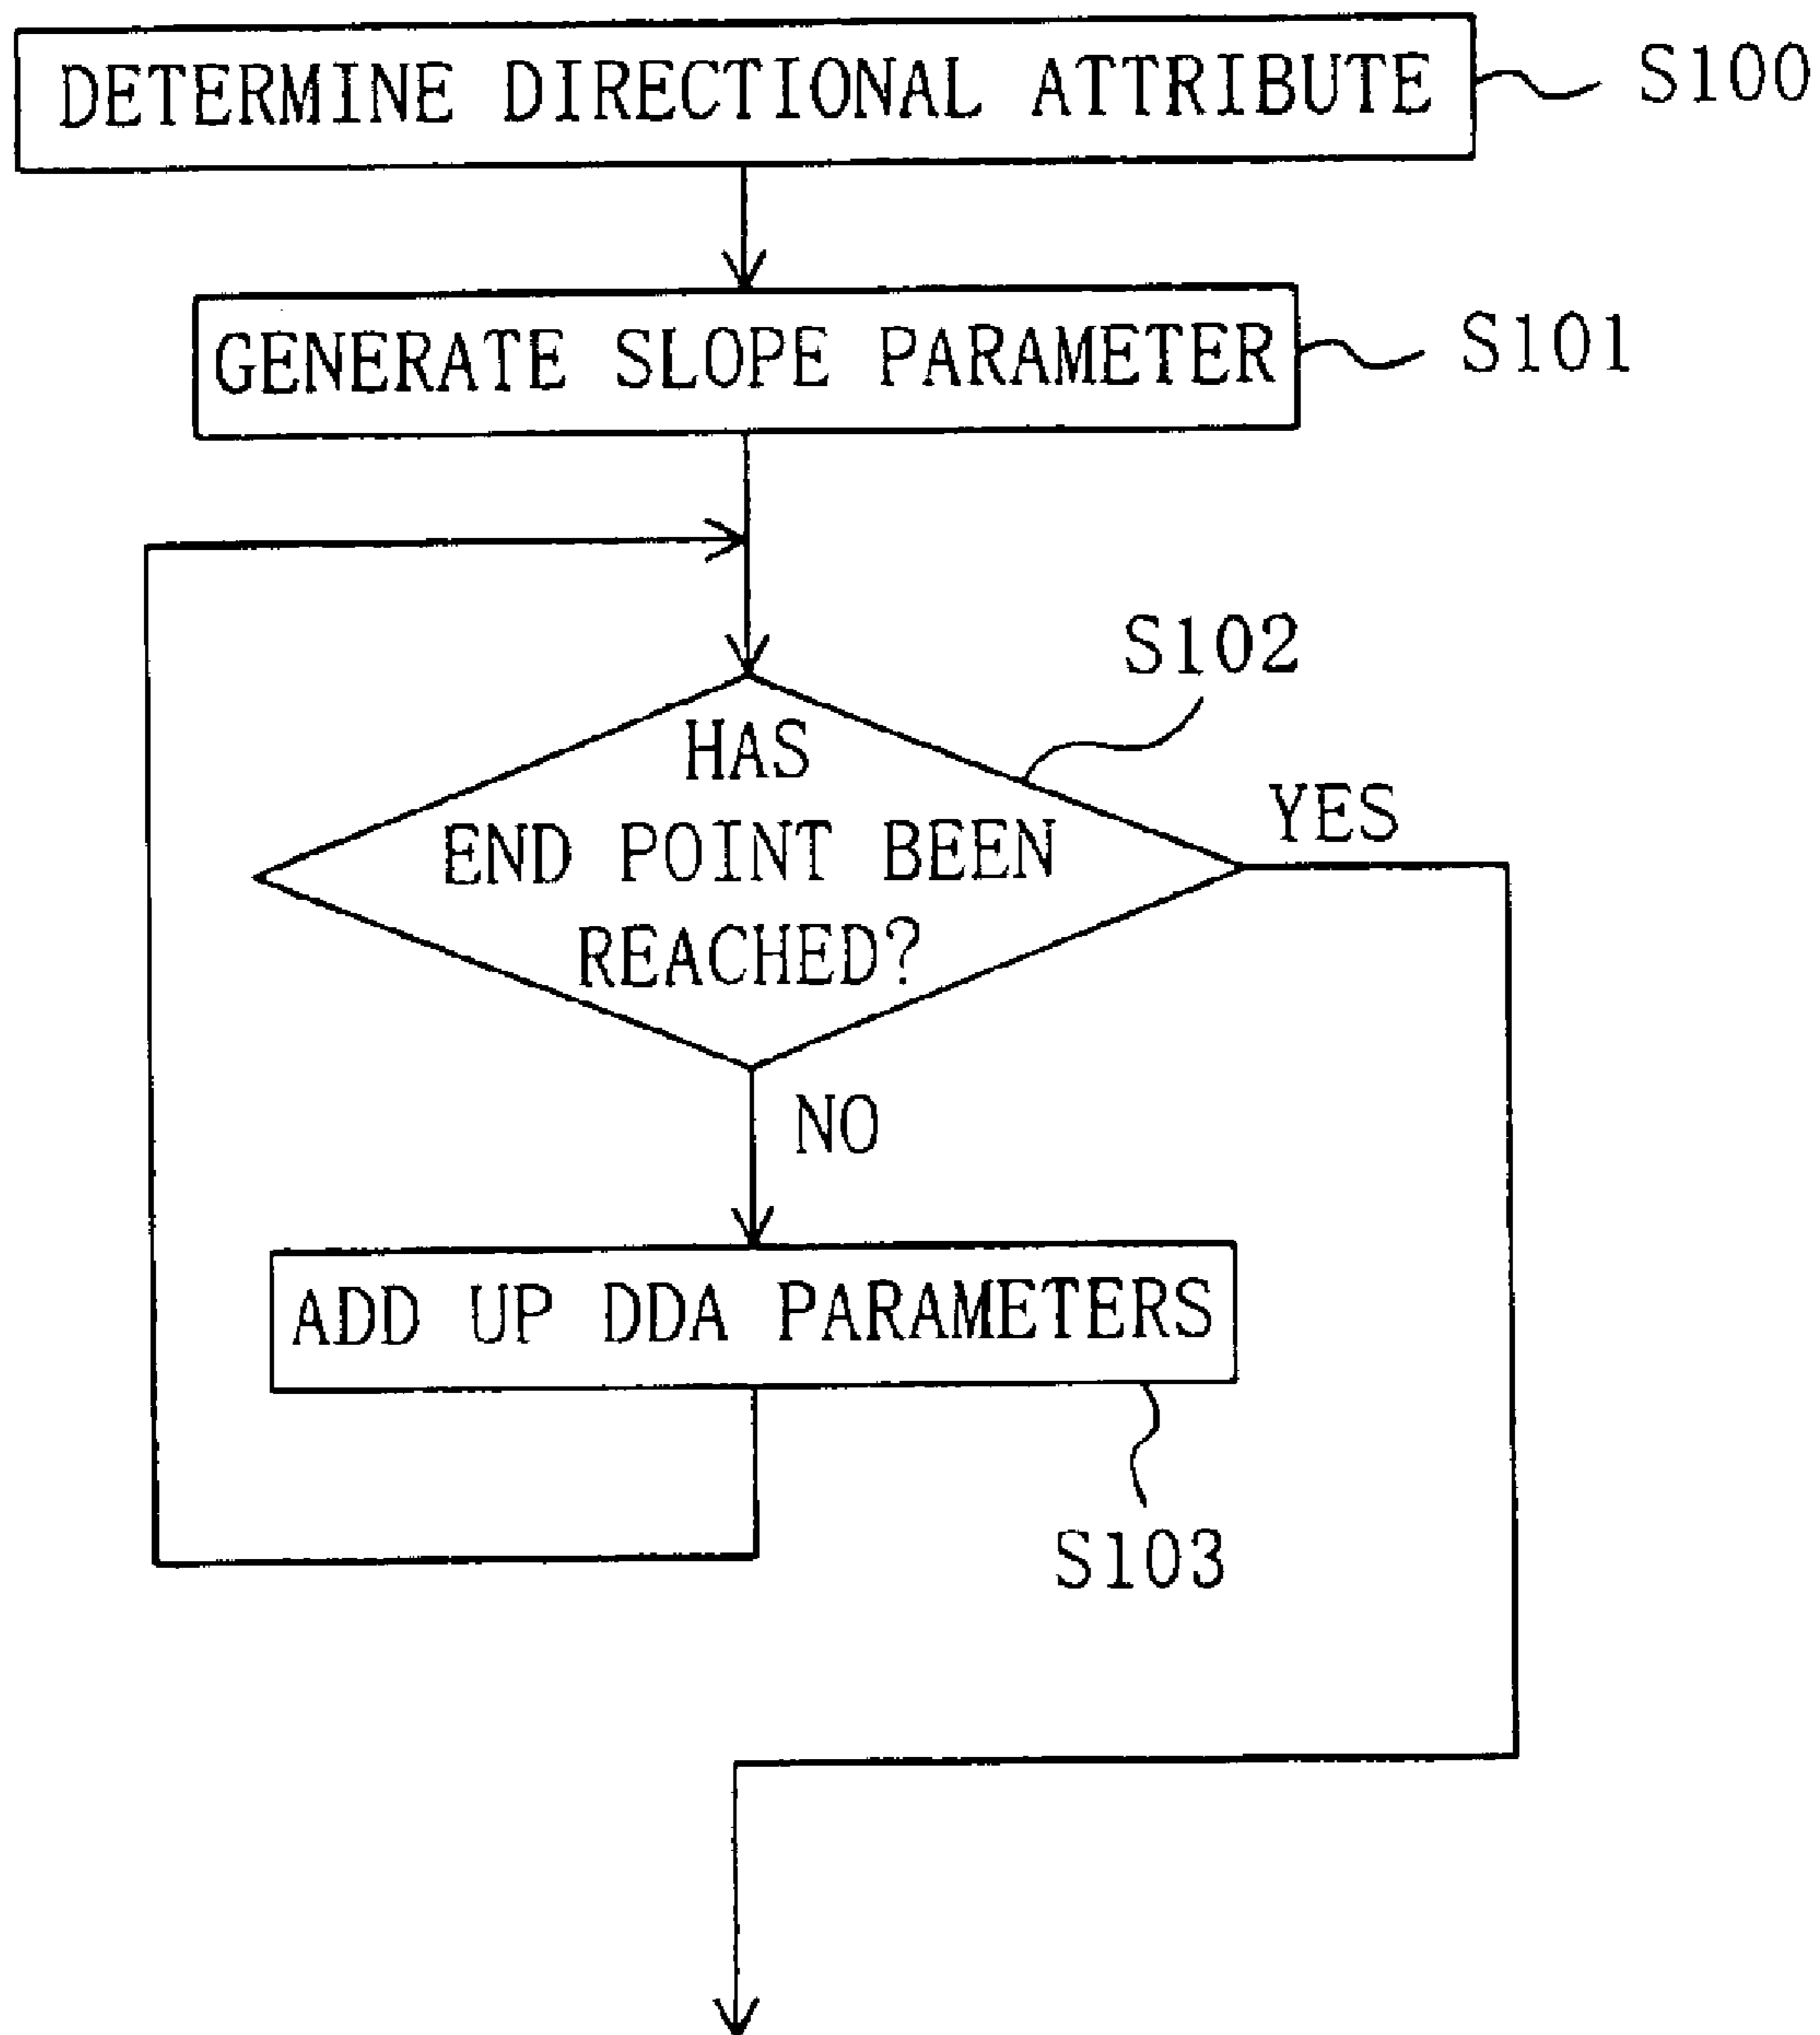 DETERMINE DIRECTIONAL ATTRIBUTE
S100
GENERATE SLOPE PARAMETER
S101
S102
HAS
END POINT BEEN
REACHED?
YES
NO
ADD UP DDA PARAMETERS
S103